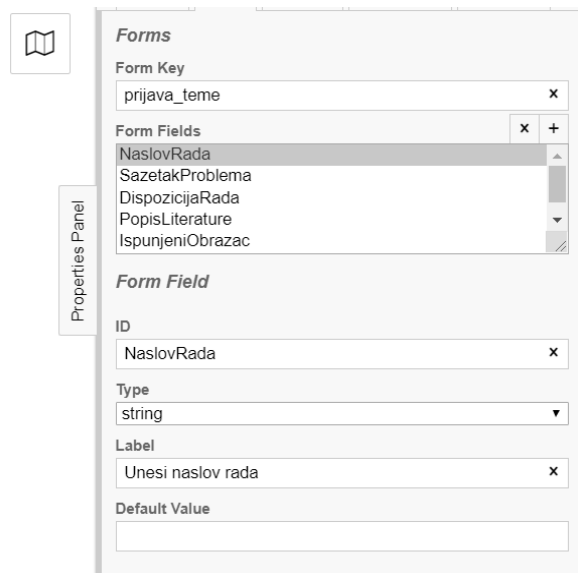 Forms
Form Key
prijava_teme x
Form Fields x +
NaslovRada
SazetakProblema
DispozicijaRada
PopisLiterature
IspunjeniObrazac
Properties Panel
Form Field
ID
NaslovRada x
Type
string
Label
Unesi naslov rada x
Default Value